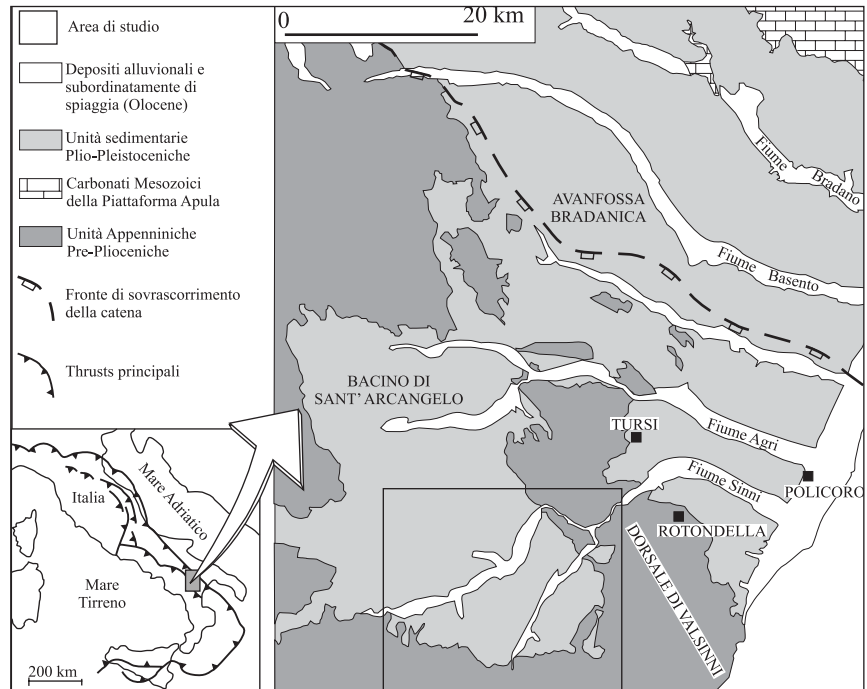 Area di studio
Depositi alluvionali e
subordinatamente di
spiaggia (Olocene)
Unità sedimentarie
Plio-Pleistoceniche
Carbonati Mesozoici
della Piattaforma Apula
Unità Appenniniche
Pre-Plioceniche
Fronte di sovrascorrimento
della catena
Thrusts principali
Italia
Mare Adriatico
Mare
Tirreno
200 km
0 20 km
Fiume Bradano
AVANFOSSA
BRADANICA
Fiume Basento
BACINO DI
SANT' ARCANGELO
TURSI
Fiume Agri
Fiume Sinni
POLICORO
ROTONDELLA
DORSALE DI VALSINNI